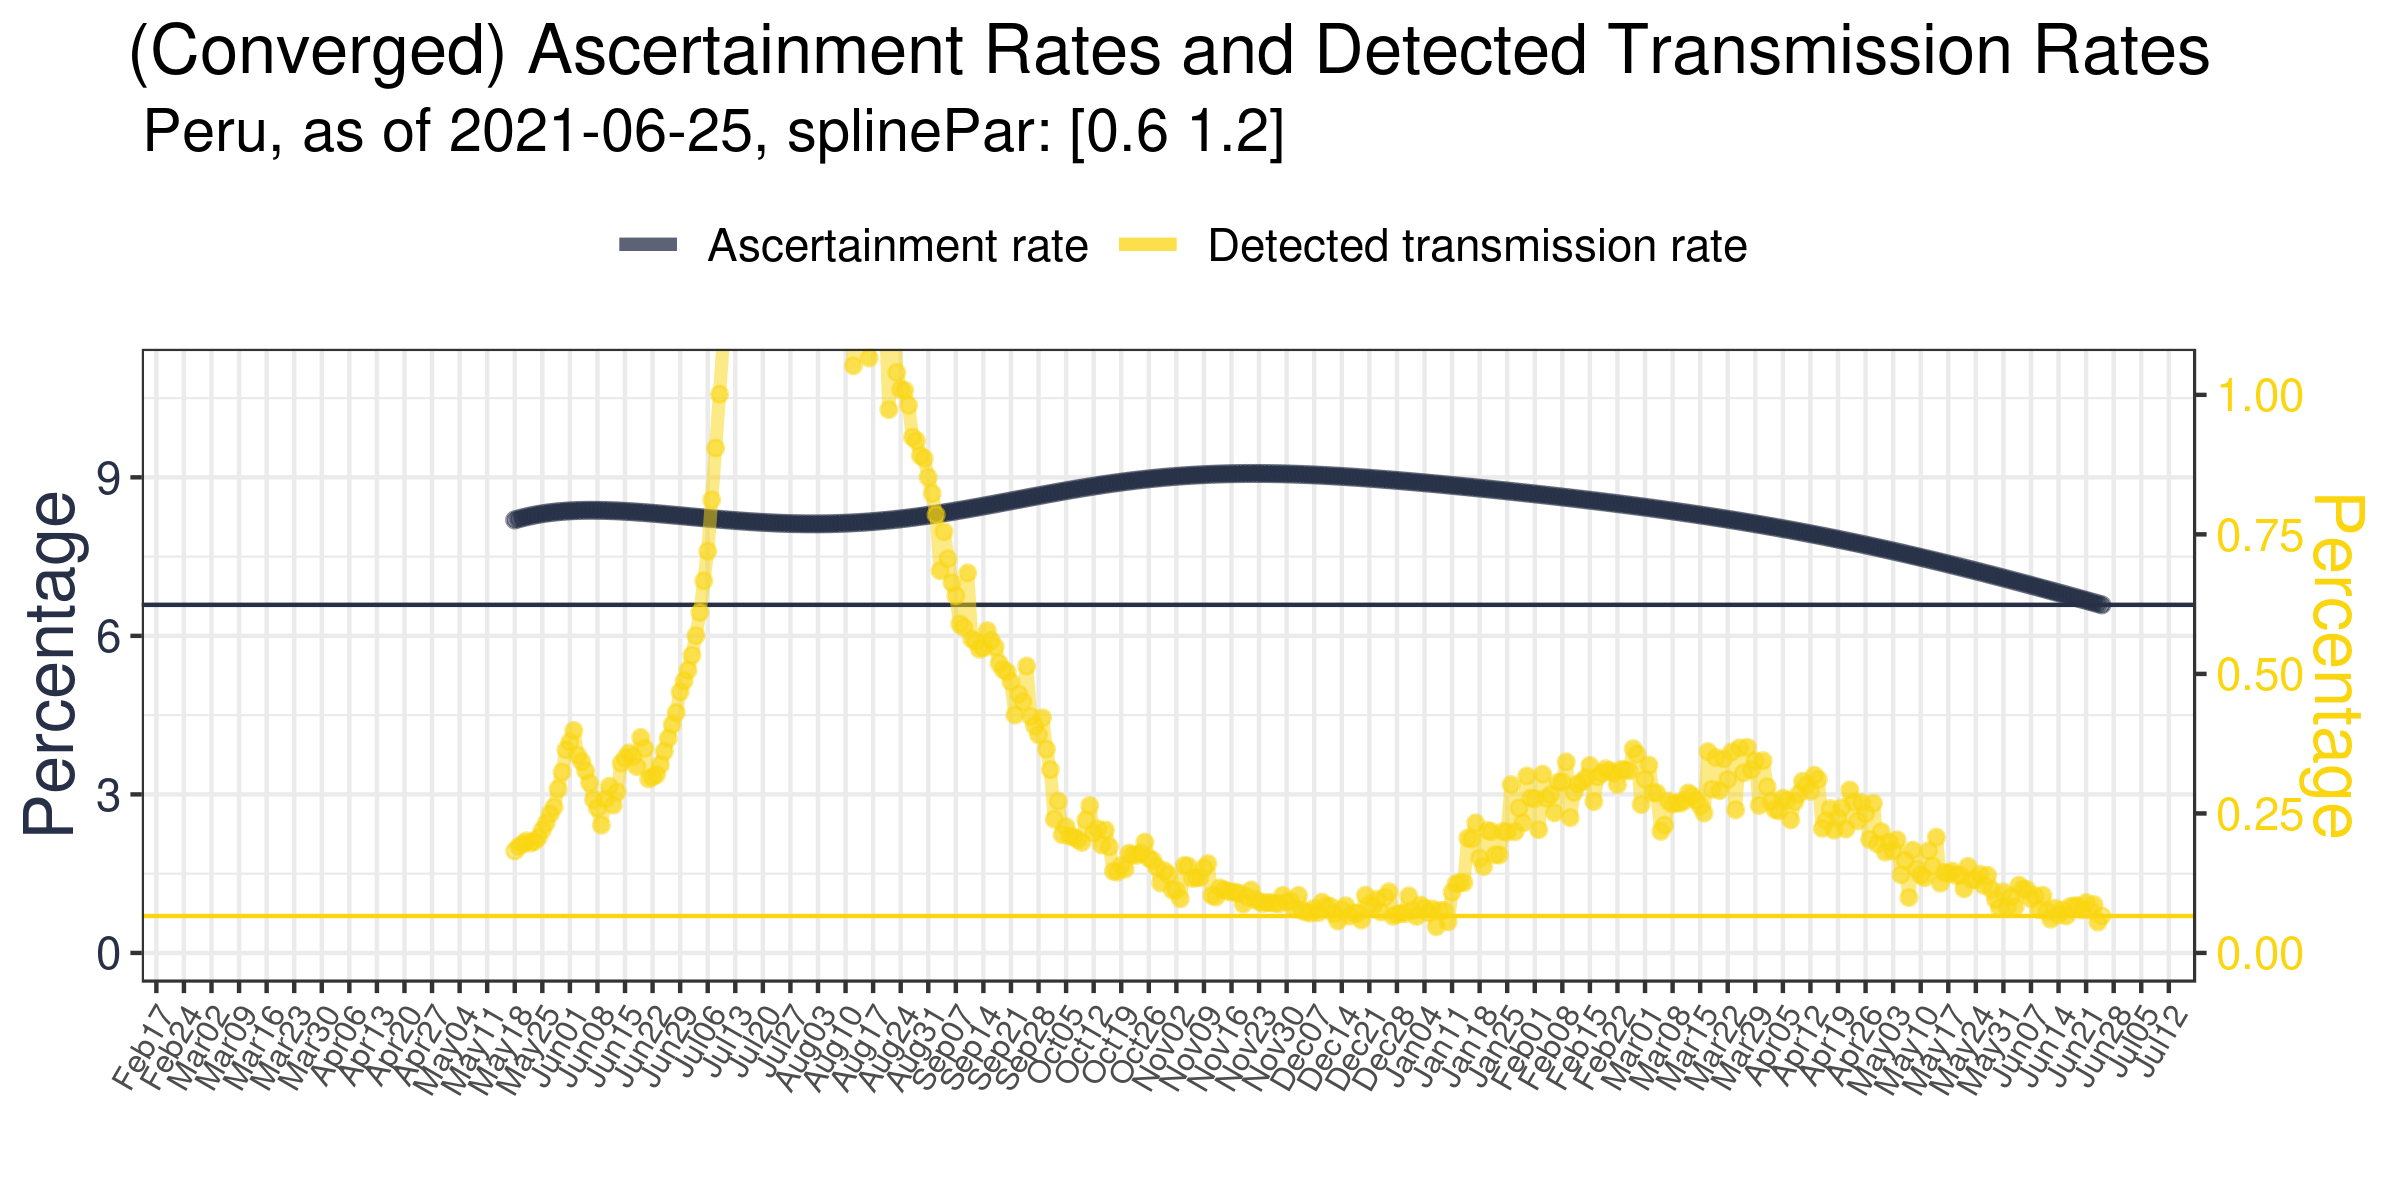 (Converged) Ascertainment Rates and Detected Transmission Rates
Peru, as of 2021-06-25, splinePar: [0.6 1.2]
Ascertainment rate
Detected transmission rate
Percentage
9
6
3
0
1.00
0.75
0.50
0.25
0.00
Percentage
Feb17
Feb24
Mar02
Mar09
Mar16
Mar23
Mar30
Apr06
Apr13
Apr20
Apr27
May04
May11
May18
May25
Jun01
Jun08
Jun15
Jun22
Jun29
Jul06
Jul13
Jul20
Jul27
Aug03
Aug10
Aug17
Aug24
Aug31
Sep07
Sep14
Sep21
Sep28
Oct05
Oct12
Oct19
Oct26
Nov02
Nov09
Nov16
Nov23
Nov30
Dec07
Dec14
Dec21
Dec28
Jan04
Jan11
Jan18
Jan25
Feb01
Feb08
Feb15
Feb22
Mar01
Mar08
Mar15
Mar22
Mar29
Apr05
Apr12
Apr19
Apr26
May03
May10
May17
May24
May31
Jun07
Jun14
Jun21
Jun28
Jul05
Jul12